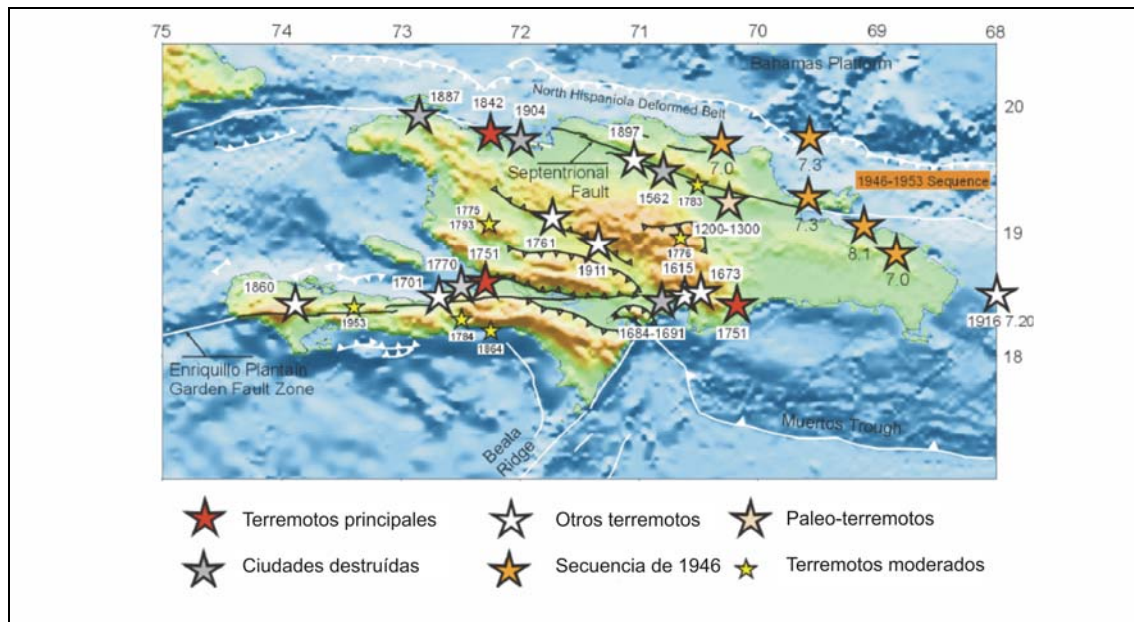 75 74 73 72 71 70 69 68
Bahamas Platform
20
1887
1842
1904
North Hispaniola Deformed Belt
1897
Septentrional
Fault
7.0
7.3
1946-1953 Sequence
1562
1783
1200-1300
7.3
19
1775
1793
1761
1911
1776
8.1
7.0
1770
1751
1615
1673
1701
1860
1953
1784
1864
1684-1691
1751
1916 7.20
18
Enriquillo Plantain
Garden Fault Zone
Beata
Ridge
Muertos Trough
Terremotos principales
Otros terremotos
Paleo-terremotos
Ciudades destruídas
Secuencia de 1946
Terremotos moderados